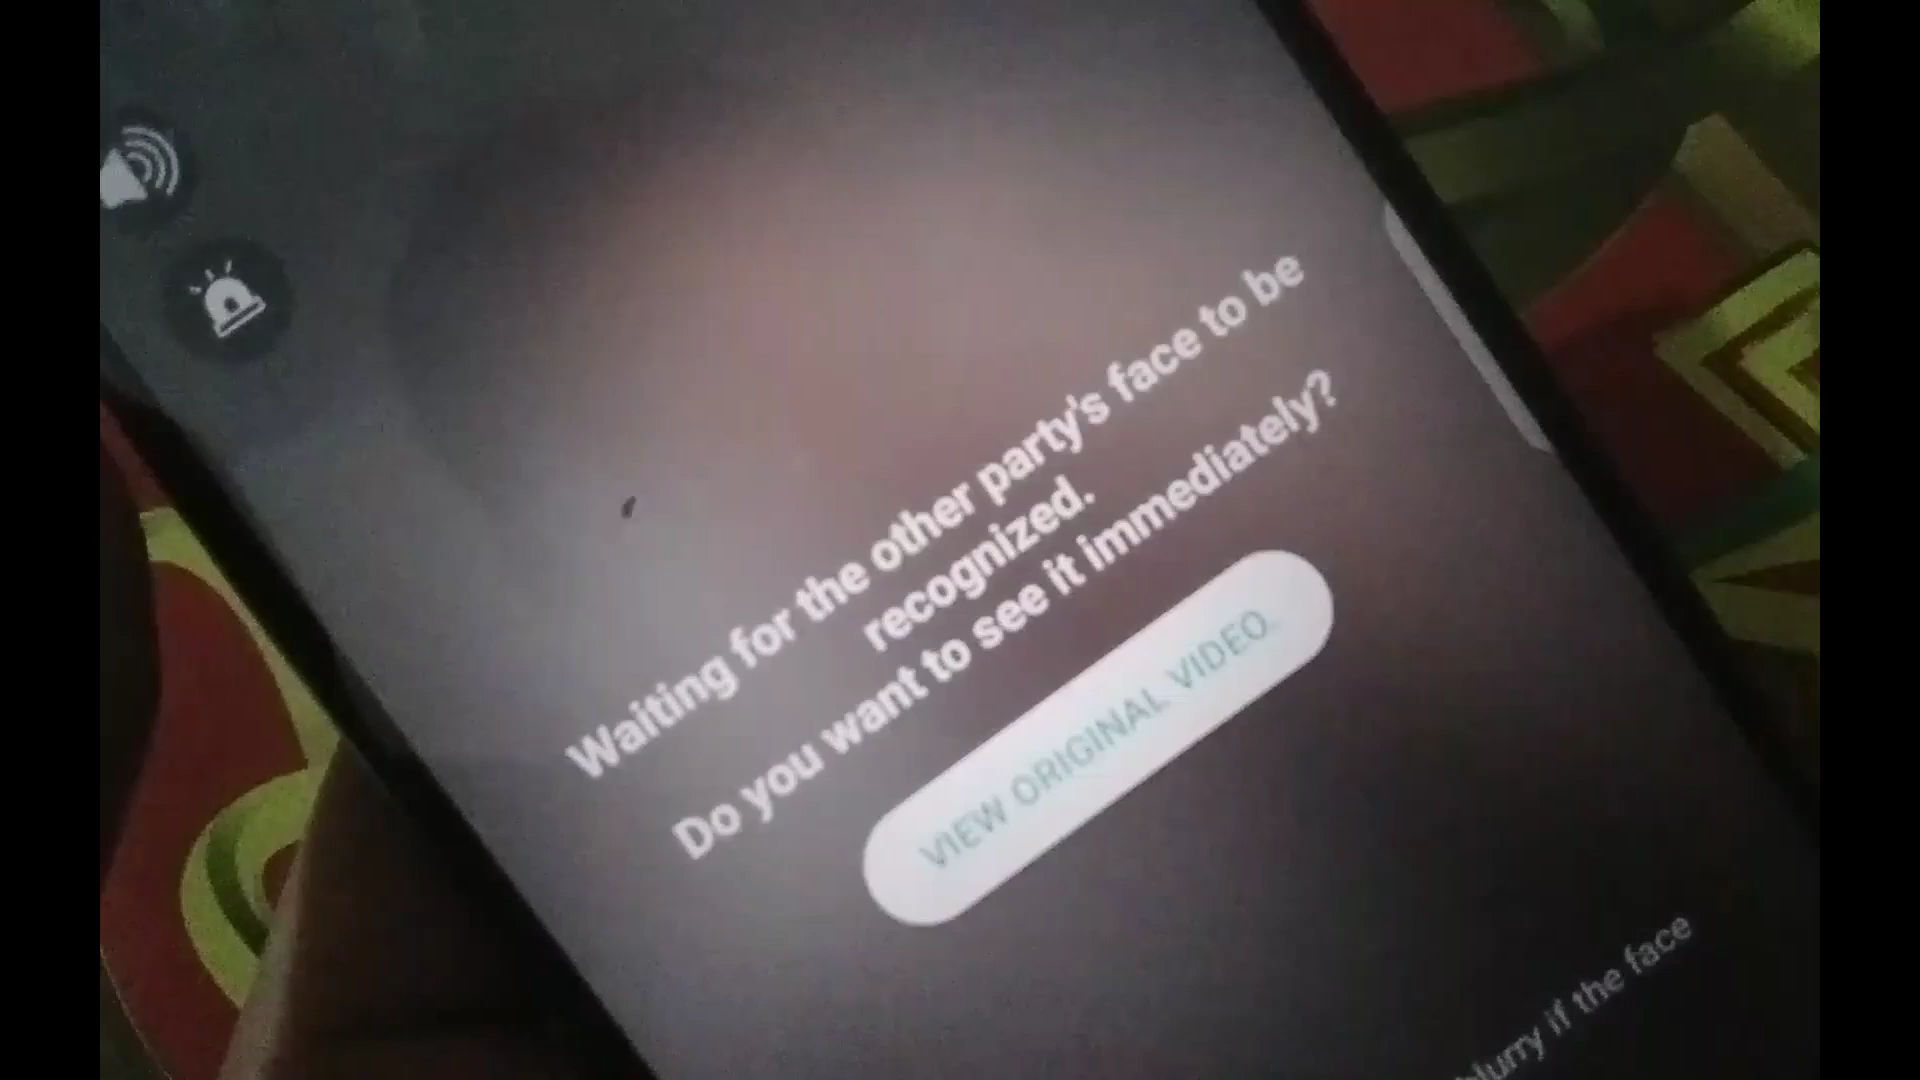 Waiting for the other party's face to be
recognized.
Do you want to see it immediately?
VIEW ORIGINAL VIDEO
blurry if the face